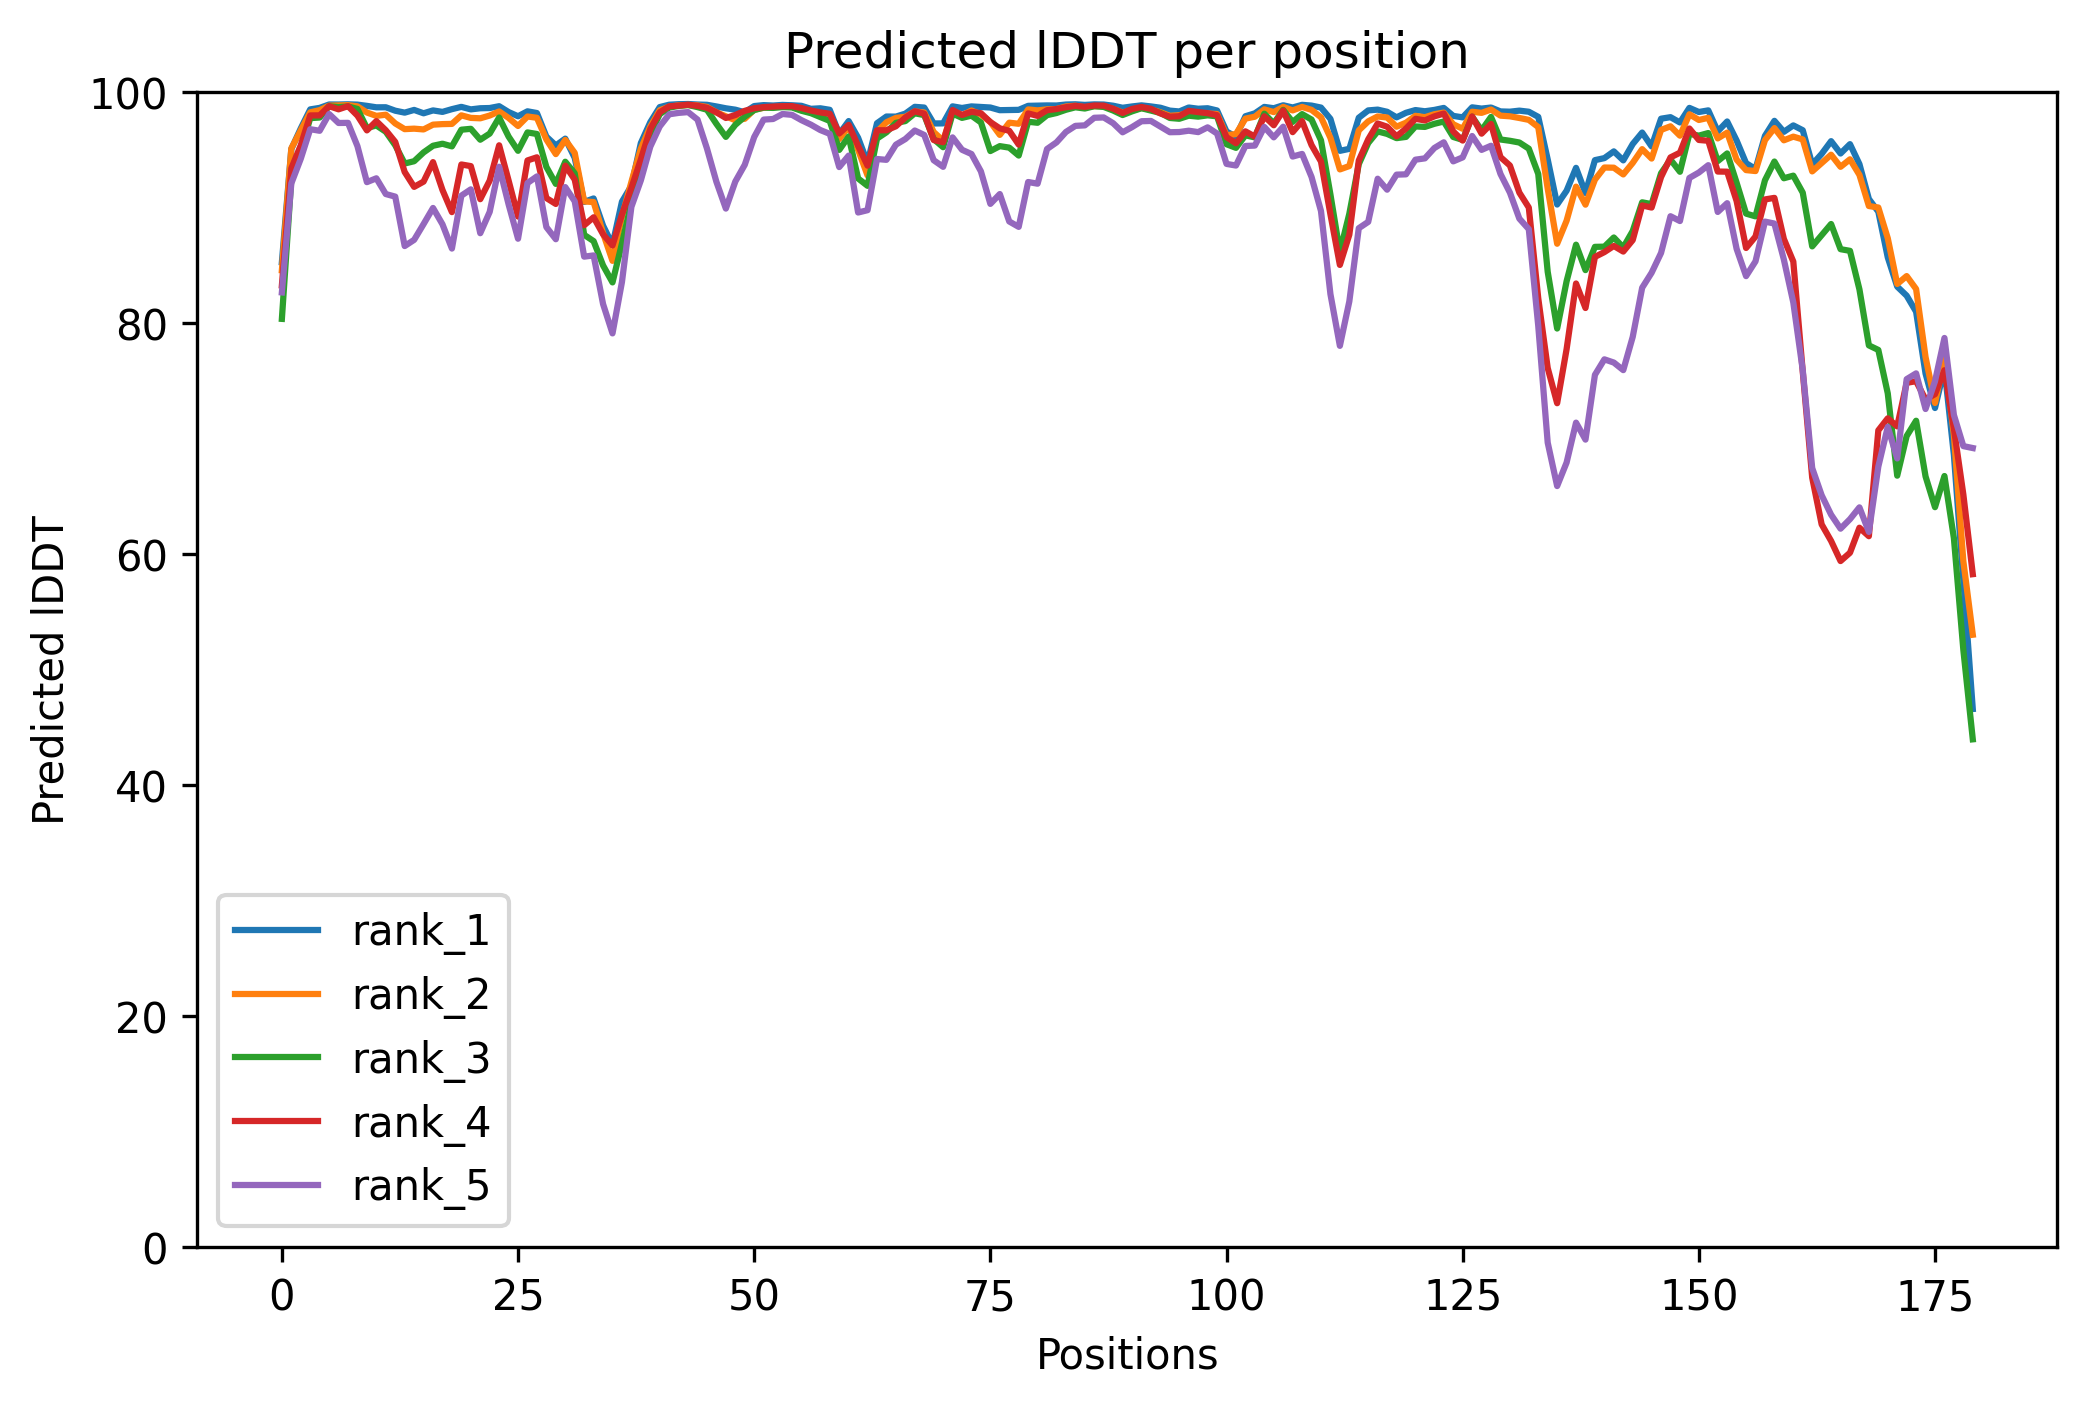 Predicted lDDT per position
Predicted lDDT
100
80
60
40
20
0
rank_1
rank_2
rank_3
rank_4
rank_5
0 25 50 75 100 125 150 175
Positions